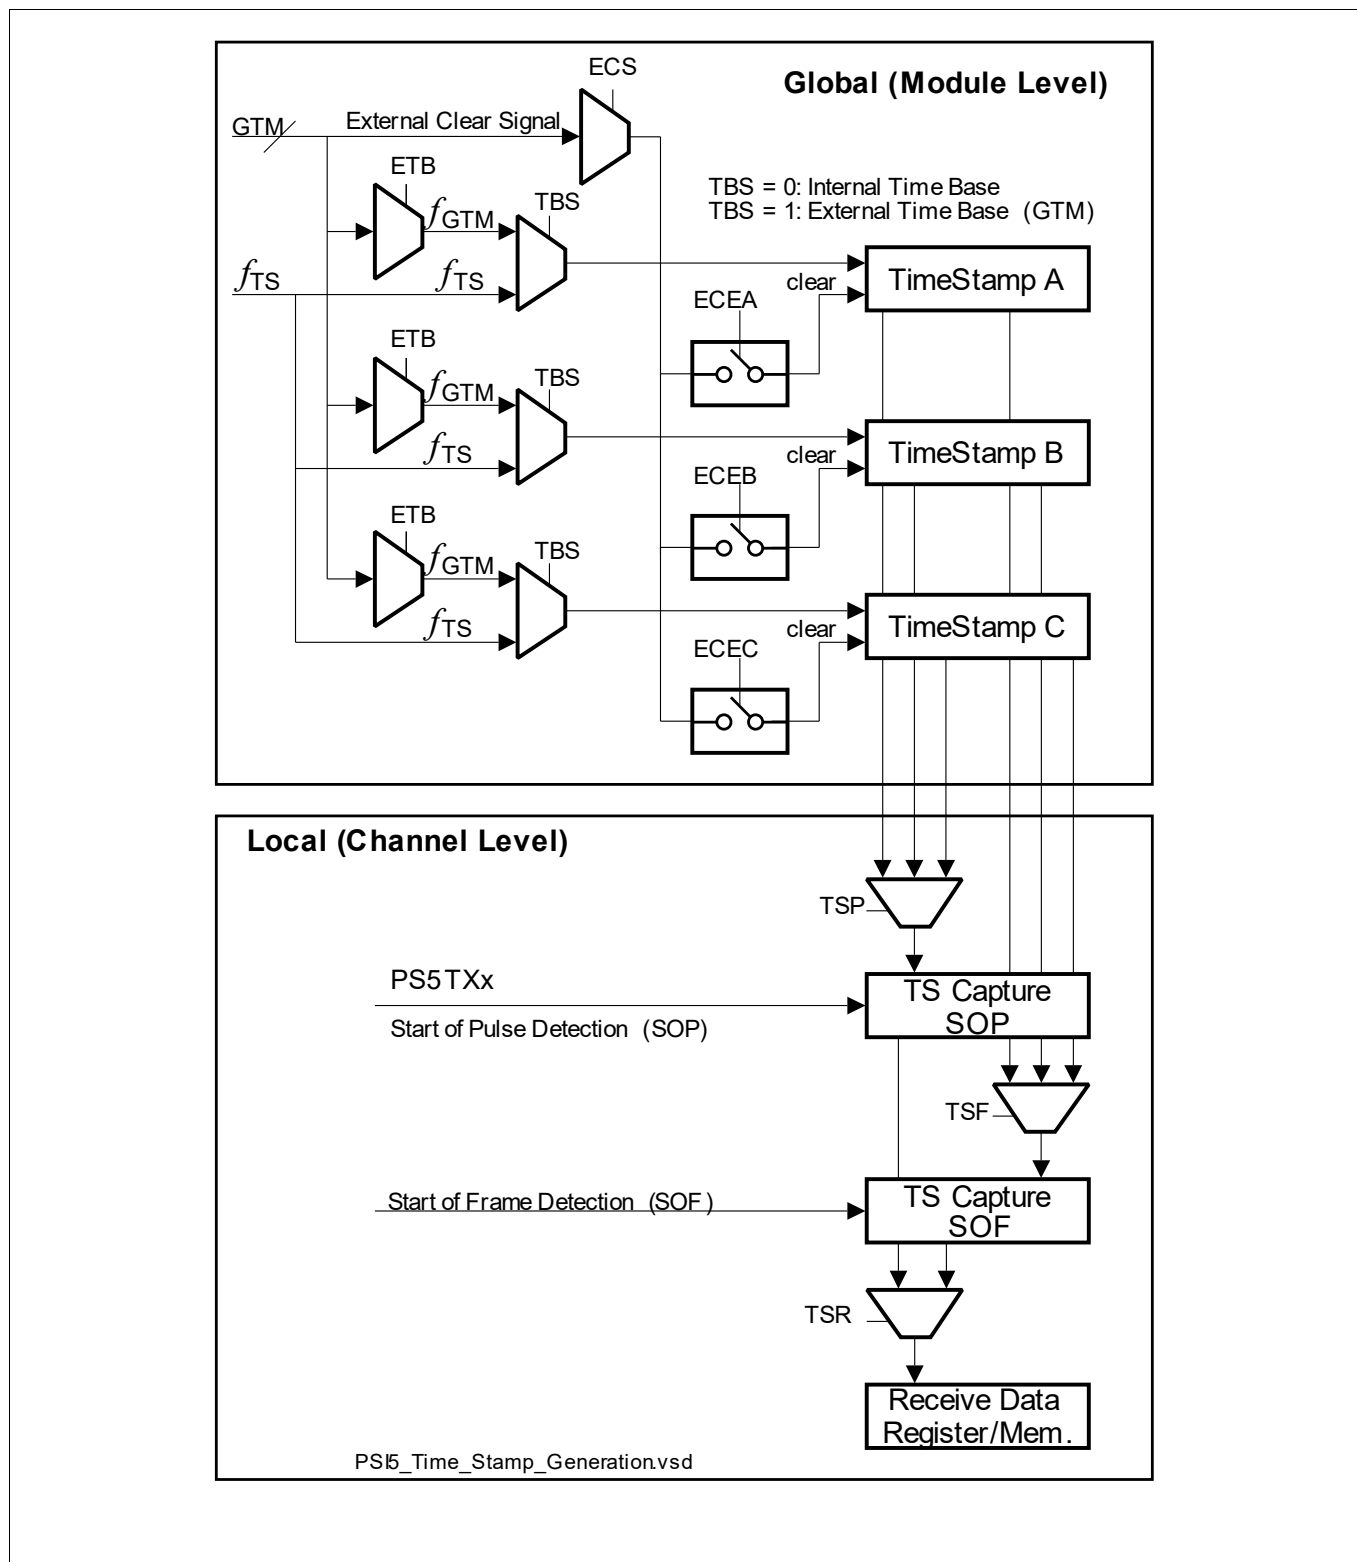 ECS
Global (Module Level)
GTM
External Clear Signal
ETB
fGTM
TBS
TBS = 0: Internal Time Base
TBS = 1: External Time Base (GTM)
fTS
fTS
clear
TimeStamp A
ECEA
ETB
fGTM
TBS
fTS
clear
TimeStamp B
ECEB
ETB
fGTM
TBS
fTS
clear
TimeStamp C
ECEC
Local (Channel Level)
TSP
PS5TXx
Start of Pulse Detection (SOP)
TS Capture
SOP
TSF
Start of Frame Detection (SOF)
TS Capture
SOF
TSR
Receive Data
Register/Mem.
PSI5_Time_Stamp_Generation.vsd